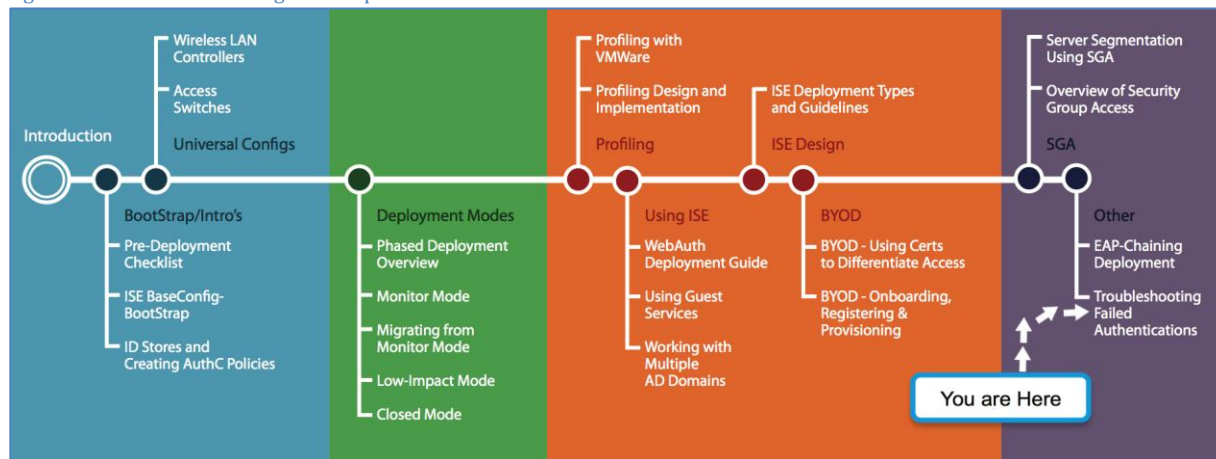 Introduction
Wireless LAN
Controllers
Access
Switches
Universal Configs
BootStrap/Intro's
Pre-Deployment
Checklist
ISE BaseConfig-
BootStrap
ID Stores and
Creating AuthC Policies
Deployment Modes
Phased Deployment
Overview
Monitor Mode
Migrating from
Monitor Mode
Low-Impact Mode
Closed Mode
Profiling with
VMWare
Profiling Design and
Implementation
Profiling
Using ISE
WebAuth
Deployment Guide
Using Guest
Services
Working with
Multiple
AD Domains
ISE Deployment Types
and Guidelines
ISE Design
BYOD
BYOD - Using Certs
to Differentiate Access
BYOD - Onboarding,
Registering &
Provisioning
Server Segmentation
Using SGA
Overview of Security
Group Access
SGA
Other
EAP-Chaining
Deployment
Troubleshooting
Failed
Authentications
You are Here